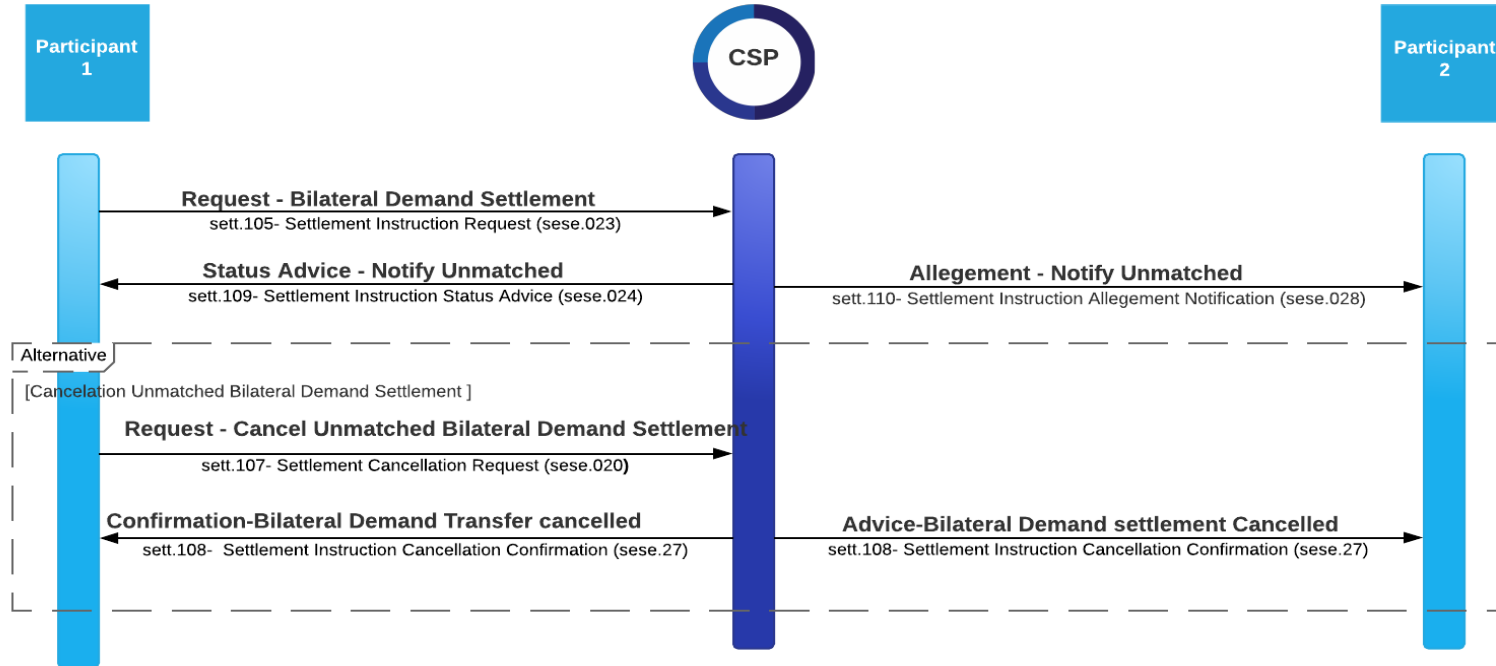 Participant
1
CSP
Participant
2
Request - Bilateral Demand Settlement
sett.105- Settlement Instruction Request (sese.023)
Status Advice - Notify Unmatched
sett.109- Settlement Instruction Status Advice (sese.024)
Allegement - Notify Unmatched
sett.110- Settlement Instruction Allegement Notification (sese.028)
Alternative
[Cancelation Unmatched Bilateral Demand Settlement ]
Request - Cancel Unmatched Bilateral Demand Settlement
sett.107- Settlement Cancellation Request (sese.020)
Confirmation-Bilateral Demand Transfer cancelled
sett.108-  Settlement Instruction Cancellation Confirmation (sese.27)
Advice-Bilateral Demand settlement Cancelled
sett.108- Settlement Instruction Cancellation Confirmation (sese.27)